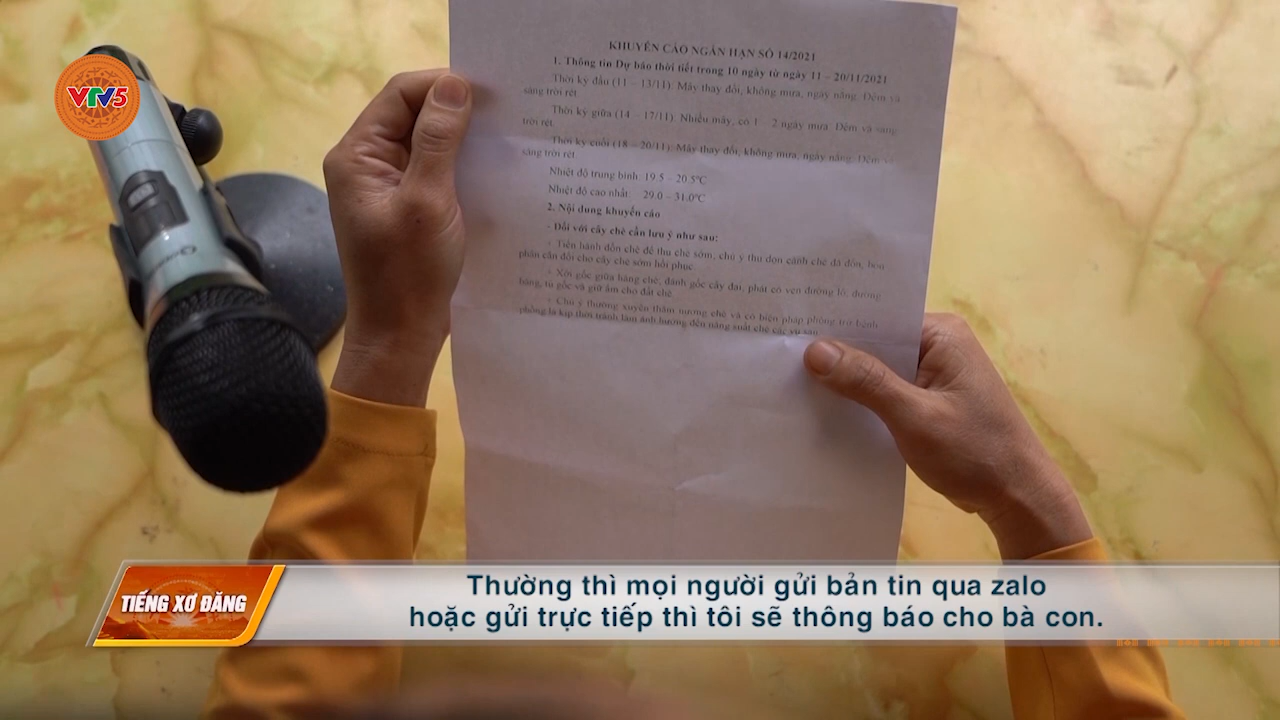 VTV5
KHUYẾN CÁO NGẮN HẠN SỐ 14/2021
1. Thông tin Dự báo thời tiết trong 10 ngày từ ngày 11 – 20/11/2021
Thời kỳ đầu (11 – 13/11): Mây thay đổi, không mưa, ngày nắng. Đêm và
sáng trời rét
Thời kỳ giữa (14 – 17/11): Nhiều mây, có 1 – 2 ngày mưa. Đêm và sáng
trời rét.
Thời kỳ cuối (18 – 20/11): Mây thay đổi, không mưa, ngày nắng. Đêm và
sáng trời rét
Nhiệt độ trung bình: 19.5 – 20.5°C
Nhiệt độ cao nhất: 29.0 – 31.0°C
2. Nội dung khuyến cáo
- Đối với cây chè cần lưu ý như sau:
+ Tiến hành đốn chè để thu chè sớm, chú ý thu dọn cành chè đã đốn, bón
phân cân đối cho cây chè sớm hồi phục
+ Xới gốc giữa hàng chè, đánh gốc cây dại, phát cỏ ven đường lô, đường
hàng, tủ gốc và giữ ẩm cho đất chè.
+ Chú ý thường xuyên thăm nương chè và có biện pháp phòng trừ bệnh
phồng lá kịp thời tránh làm ảnh hưởng đến năng suất chè các vụ sau
TIẾNG XƠ ĐĂNG
Thường thì mọi người gửi bản tin qua zalo
hoặc gửi trực tiếp thì tôi sẽ thông báo cho bà con.